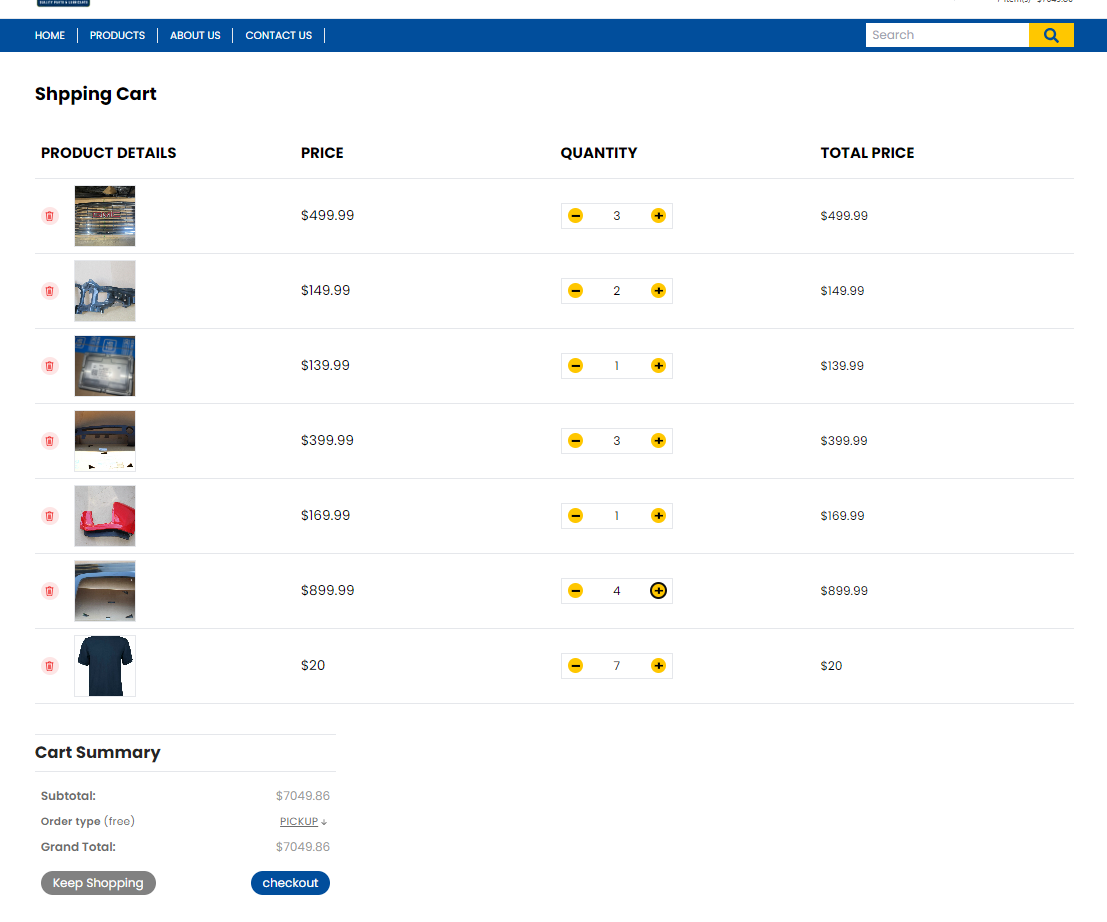 HOME PRODUCTS ABOUT US CONTACT US Search
Shpping Cart
PRODUCT DETAILS PRICE QUANTITY TOTAL PRICE
$499.99 3 $499.99
$149.99 2 $149.99
$139.99 1 $139.99
$399.99 3 $399.99
$169.99 1 $169.99
$899.99 4 $899.99
$20 7 $20
Cart Summary
Subtotal: $7049.86
Order type (free) PICKUP ↓
Grand Total: $7049.86
Keep Shopping checkout